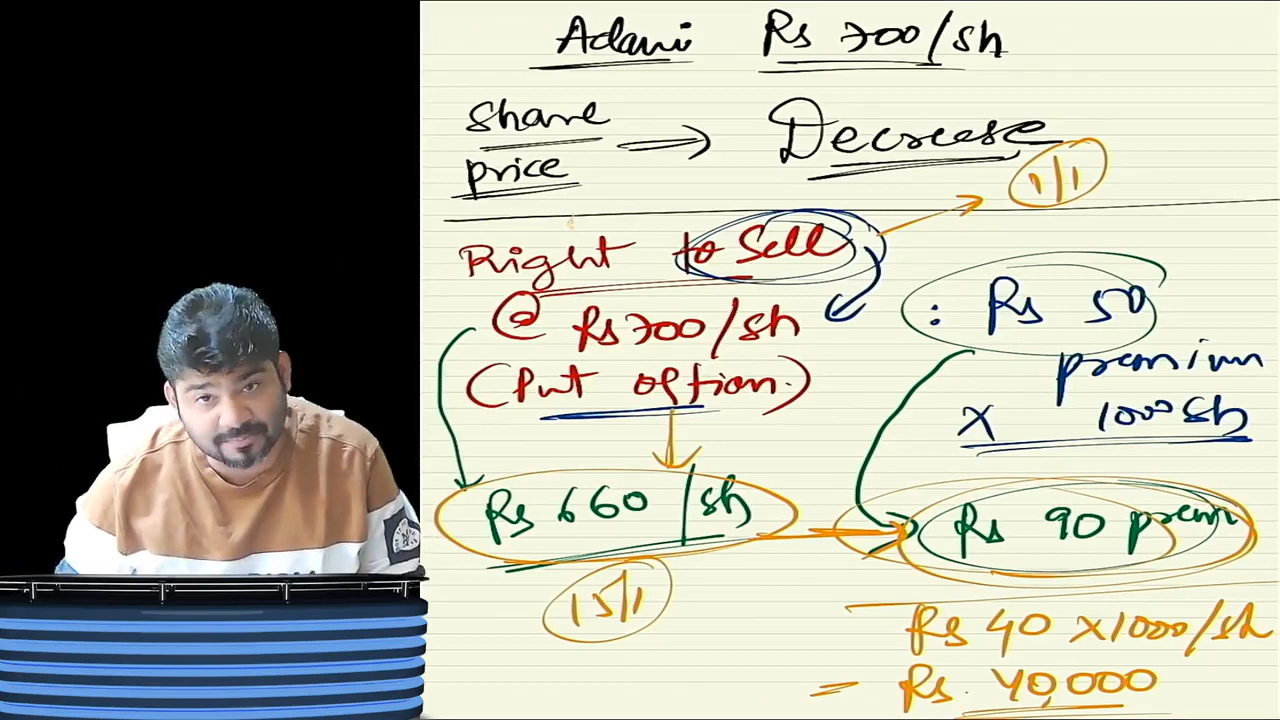 Adani Rs 700/sh
share price ⇒ Decrease
1/1
Right to Sell
@ Rs 700/sh
(Put option.)
: Rs 50
premium
x 1000 sh
Rs 660/sh
Rs 90 prem
15/1
Rs 40 x 1000/sh
= Rs. 40,000